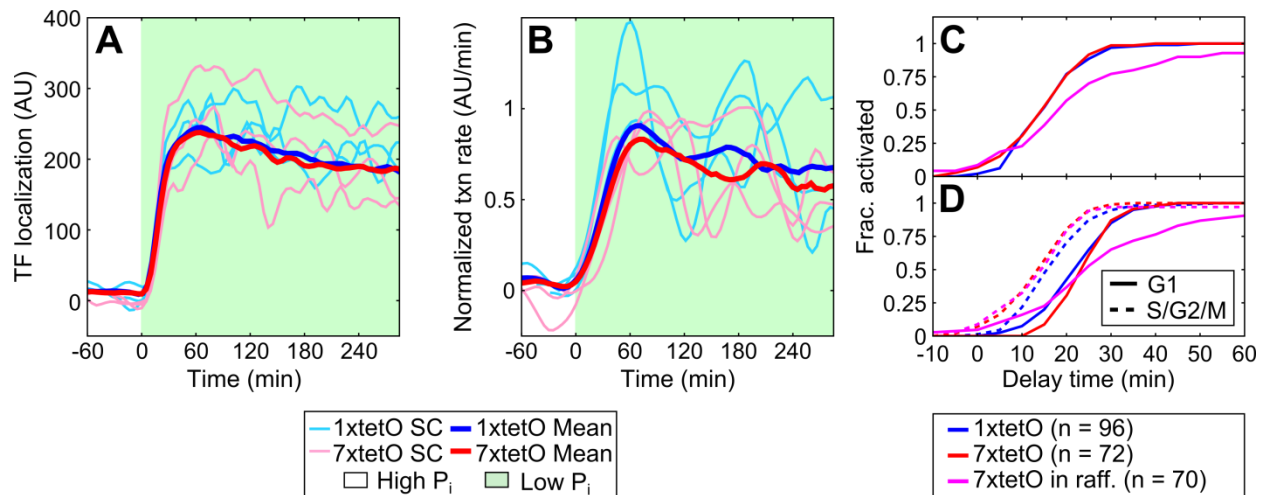 A
TF localization (AU)
400
300
200
100
0
-60 0 60 120 180 240
Time (min)
B
Normalized txn rate (AU/min)
1
0.5
0
-60 0 60 120 180 240
Time (min)
C
1
0.75
0.5
0.25
0
Frac. activated
D
1
0.75
0.5
0.25
0
G1
S/G2/M
-10 0 10 20 30 40 50 60
Delay time (min)
1xtetO SC 1xtetO Mean
7xtetO SC 7xtetO Mean
High Pi Low Pi
1xtetO (n = 96)
7xtetO (n = 72)
7xtetO in raff. (n = 70)